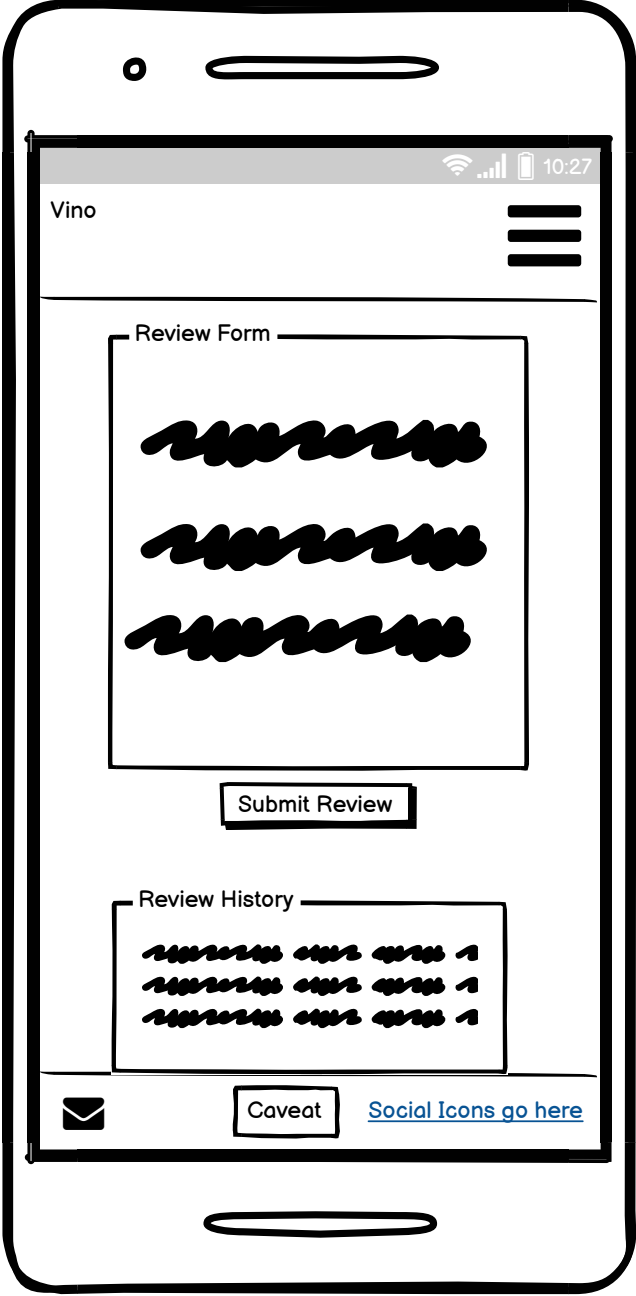 10:27
Vino
Review Form
Submit Review
Review History
Caveat
Social Icons go here